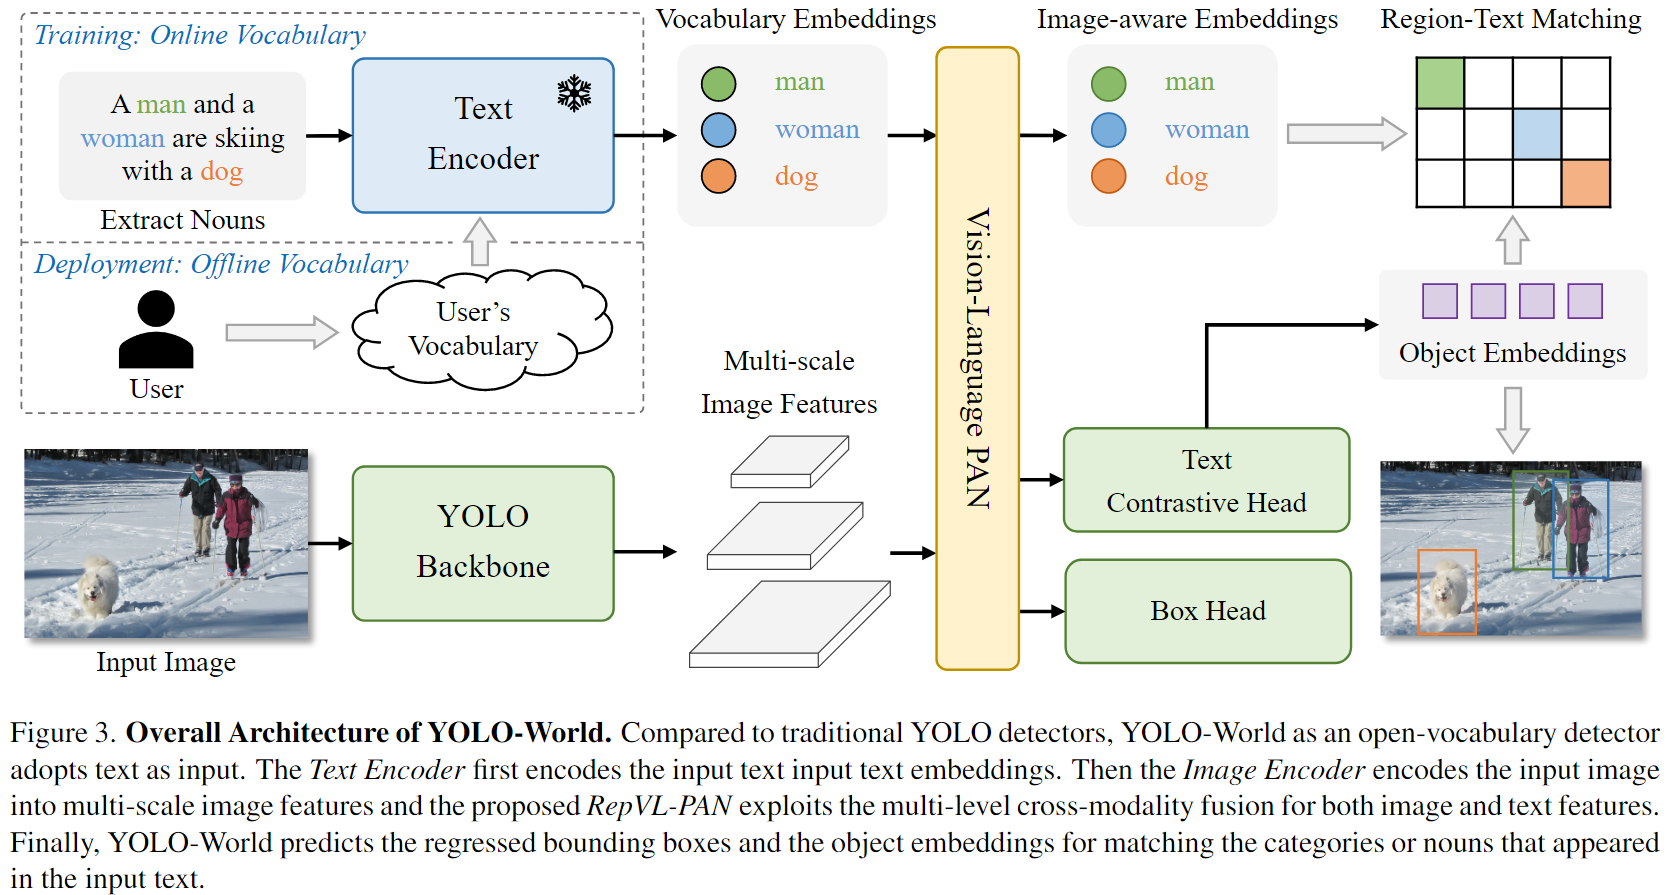 Training: Online Vocabulary
A man and a
woman are skiing
with a dog
Extract Nouns
Text
Encoder
Deployment: Offline Vocabulary
User
User's
Vocabulary
Vocabulary Embeddings
man
woman
dog
Image-aware Embeddings
man
woman
dog
Region-Text Matching
Vision-Language PAN
Object Embeddings
Input Image
YOLO
Backbone
Multi-scale
Image Features
Text
Contrastive Head
Box Head
Figure 3. Overall Architecture of YOLO-World. Compared to traditional YOLO detectors, YOLO-World as an open-vocabulary detector
adopts text as input. The Text Encoder first encodes the input text input text embeddings. Then the Image Encoder encodes the input image
into multi-scale image features and the proposed RepVL-PAN exploits the multi-level cross-modality fusion for both image and text features.
Finally, YOLO-World predicts the regressed bounding boxes and the object embeddings for matching the categories or nouns that appeared
in the input text.